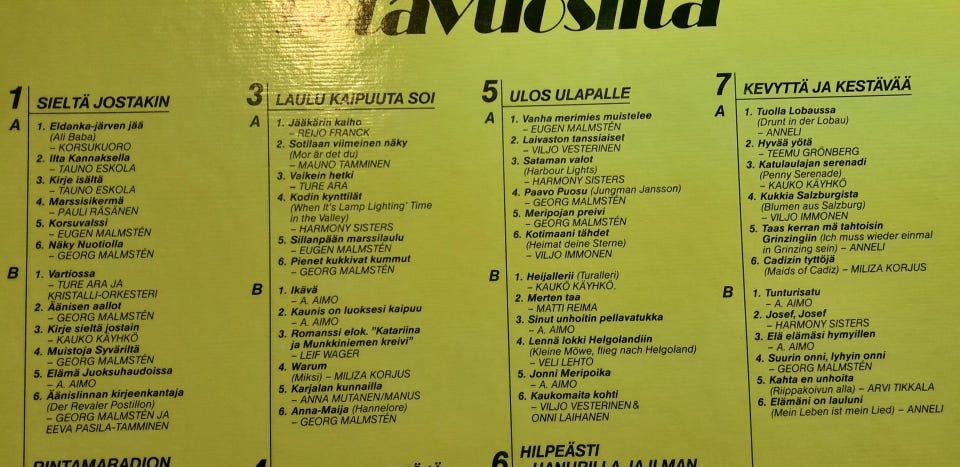 tavuosilta
1 SIELTÄ JOSTAKIN
A 1. Eldanka-järven jää
(Ali Baba)
– KORSUKUORO
2. Ilta Kannaksella
– TAUNO ESKOLA
3. Kirje isältä
– TAUNO ESKOLA
4. Marssisikermä
– PAULI RÄSÄNEN
5. Korsuvalssi
– EUGEN MALMSTÉN
6. Näky Nuotiolla
– GEORG MALMSTÉN
B 1. Vartiossa
– TURE ARA JA
KRISTALLI-ORKESTERI
2. Äänisen aallot
– GEORG MALMSTÉN
3. Kirje sieltä jostain
– KAUKO KÄYHKÖ
4. Muistoja Syväriltä
– GEORG MALMSTÉN
5. Elämä Juoksuhaudoissa
– A. AIMO
6. Äänislinnan kirjeenkantaja
(Der Revaler Postillon)
– GEORG MALMSTÉN JA
EEVA PASILA-TAMMINEN
RINTAMARADION
3 LAULU KAIPUUTA SOI
A 1. Jääkärin kaiho
– REIJO FRANCK
2. Sotilaan viimeinen näky
(Mor är det du)
– MAUNO TAMMINEN
3. Vaikein hetki
– TURE ARA
4. Kodin kynttilät
(When It's Lamp Lighting' Time
in the Valley)
– HARMONY SISTERS
5. Sillanpään marssilaulu
– EUGEN MALMSTÉN
6. Pienet kukkivat kummut
– GEORG MALMSTÉN
B 1. Ikävä
– A. AIMO
2. Kaunis on luoksesi kaipuu
– A. AIMO
3. Romanssi elok. "Katariina
ja Munkkiniemen kreivi"
– LEIF WAGER
4. Warum
(Miksi) – MILIZA KORJUS
5. Karjalan kunnailla
– ANNA MUTANEN/MANUS
6. Anna-Maija (Hannelore)
– GEORG MALMSTÉN
4
5 ULOS ULAPALLE
A 1. Vanha merimies muistelee
– EUGEN MALMSTÉN
2. Laivaston tanssiaiset
– VILJO VESTERINEN
3. Sataman valot
(Harbour Lights)
– HARMONY SISTERS
4. Paavo Puosu (Jungman Jansson)
– GEORG MALMSTÉN
5. Meripojan preivi
– GEORG MALMSTÉN
6. Kotimaani tähdet
(Heimat deine Sterne)
– VILJO IMMONEN
B 1. Heijallerii (Turalleri)
– KAUKO KÄYHKÖ.
2. Merten taa
– MATTI REIMA
3. Sinut unhoitin pellavatukka
– A. AIMO
4. Lennä lokki Helgolandiin
(Kleine Möwe, flieg nach Helgoland)
– VELI LEHTO
5. Jonni Meripoika
– A. AIMO
6. Kaukomaita kohti
– VILJO VESTERINEN &
ONNI LAIHANEN
6 HILPEÄSTI
HANURILLA JA ILMAN
7 KEVYTTÄ JA KESTÄVÄÄ
A 1. Tuolla Lobaussa
(Drunt in der Lobau)
– ANNELI
2. Hyvää yötä
– TEEMU GRÖNBERG
3. Katulaulajan serenadi
(Penny Serenade)
– KAUKO KÄYHKÖ
4. Kukkia Salzburgista
(Blumen aus Salzburg)
– VILJO IMMONEN
5. Taas kerran mä tahtoisin
Grinzingiin (Ich muss wieder einmal
in Grinzing sein) – ANNELI
6. Cadizin tyttöjä
(Maids of Cadiz) – MILIZA KORJUS
B 1. Tunturisatu
– A. AIMO
2. Josef, Josef
– HARMONY SISTERS
3. Elä elämäsi hymyillen
– A. AIMO
4. Suurin onni, lyhyin onni
– GEORG MALMSTÉN
5. Kahta en unhoita
(Riippakoivun alla) – ARVI TIKKALA
6. Elämäni on lauluni
(Mein Leben ist mein Lied) – ANNELI